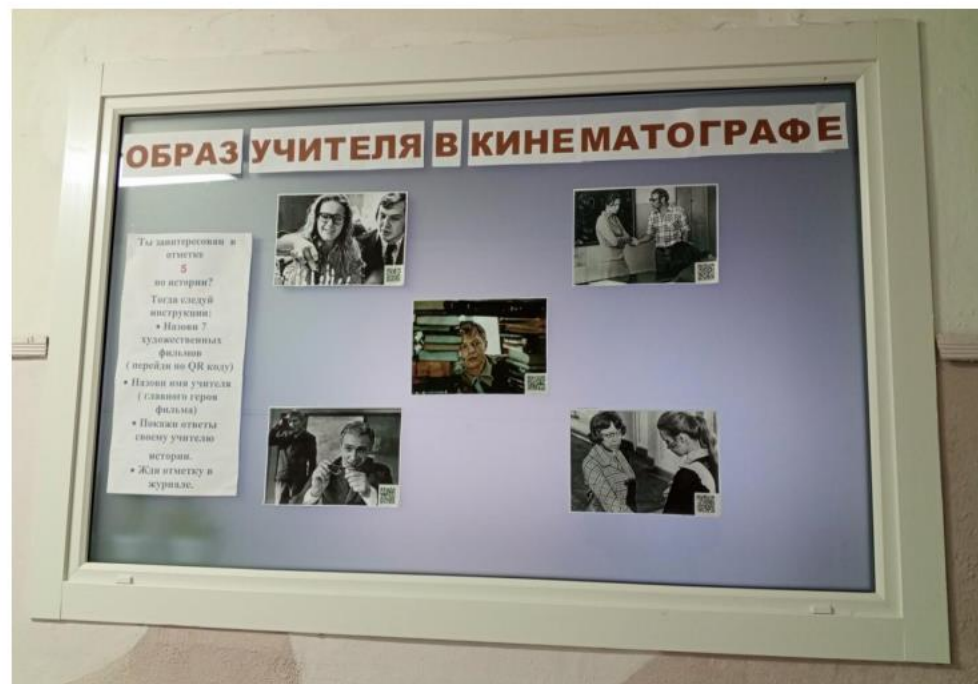 ОБРАЗ УЧИТЕЛЯ В КИНЕМАТОГРАФЕ
Ты заинтересован в
отметке
5
по истории?
Тогда следуй
инструкции:
• Назови 7
художественных
фильмов
( перейди по QR коду)
• Назови имя учителя
( главного героя
фильма)
• Покажи ответы
своему учителю
истории.
• Жди отметку в
журнале.